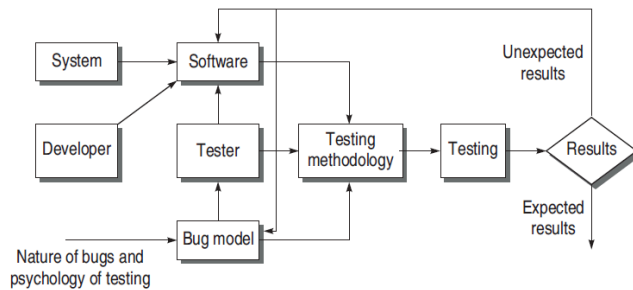 System
Software
Unexpected
results
Developer
Tester
Testing
methodology
Testing
Results
Expected
results
Bug model
Nature of bugs and
psychology of testing